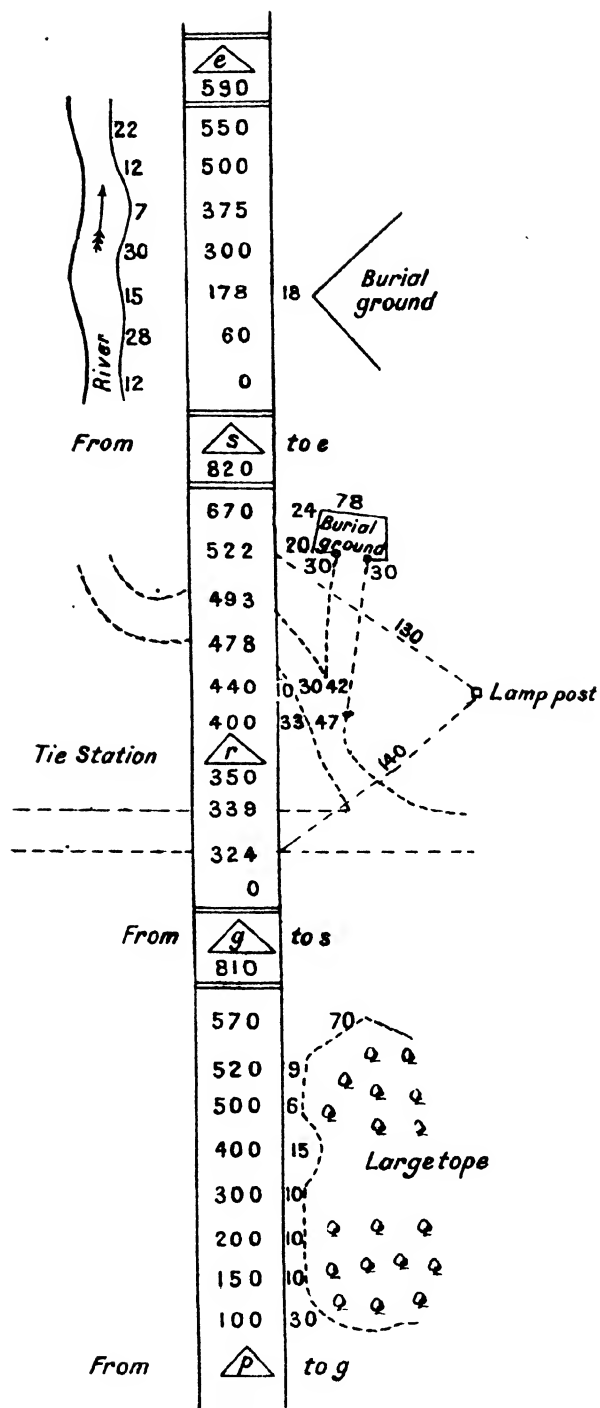 e
590
22 550
12 500
7 375
30 300
15 178 18 Burial ground
28 60
River
12 0
From s to e
820
670 24 78
Burial ground
522 20 30 30
493
130
478
440 10 30 42 Lamp post
400 33 47
Tie Station r
140
350
339
324
0
From g to s
810
570 70
520 9
500 6
400 15 Large tope
300 10
200 10
150 10
100 30
From p to g